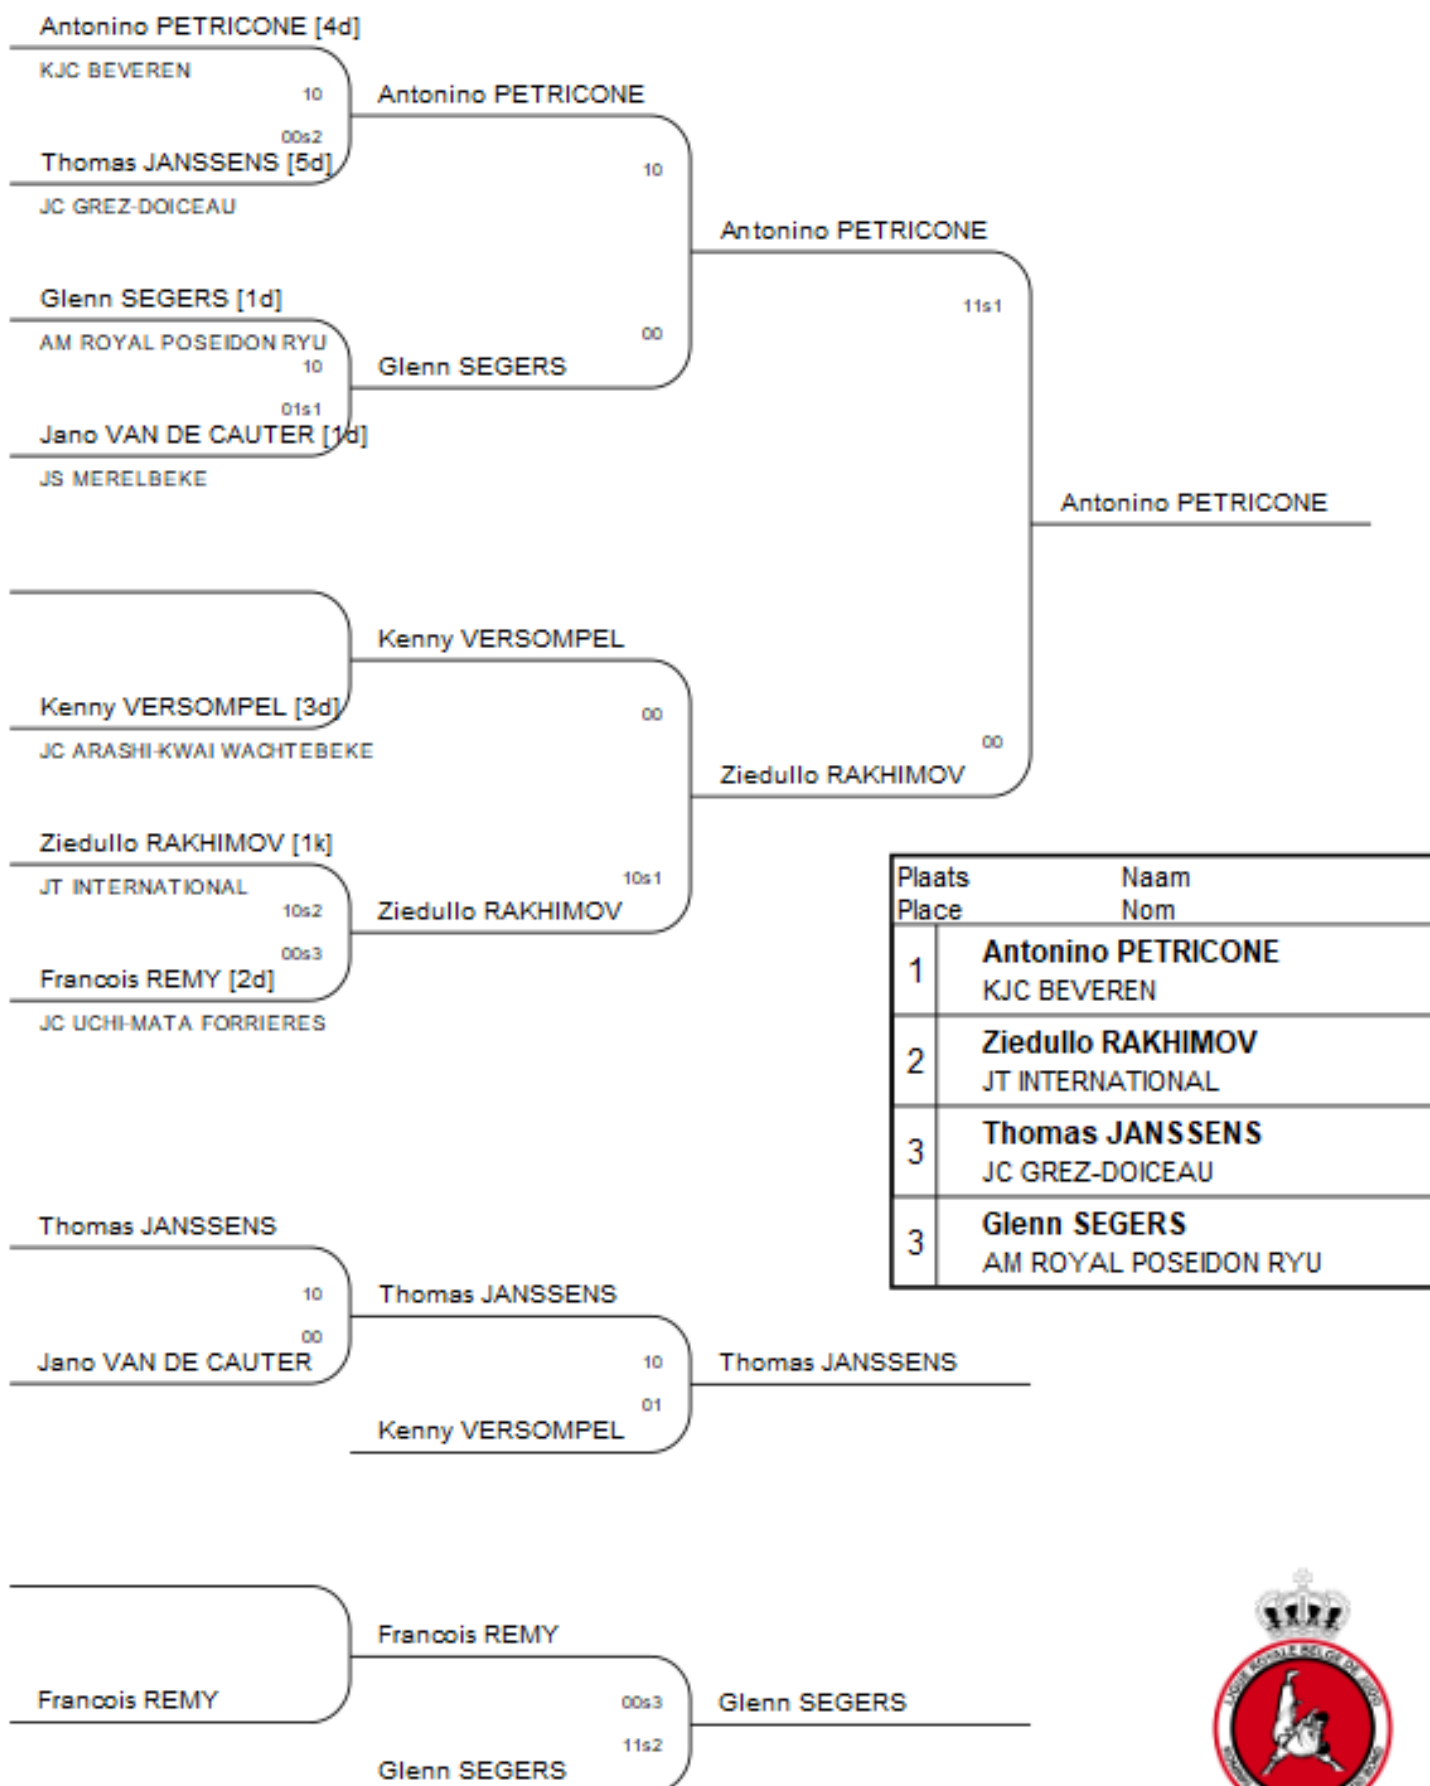 Antonino PETRICONE [4d]
KJC BEVEREN
10
Antonino PETRICONE
00s2
Thomas JANSSENS [5d]
10
JC GREZ-DOICEAU
Antonino PETRICONE
Glenn SEGERS [1d]
11s1
AM ROYAL POSEIDON RYU
00
10
Glenn SEGERS
01s1
Jano VAN DE CAUTER [1d]
JS MERELBEKE
Antonino PETRICONE
Kenny VERSOMPEL
Kenny VERSOMPEL [3d]
00
JC ARASHI-KWAI WACHTEBEKE
00
Ziedullo RAKHIMOV
Ziedullo RAKHIMOV [1k]
JT INTERNATIONAL
10s1
10s2
Ziedullo RAKHIMOV
00s3
Francois REMY [2d]
JC UCHI-MATA FORRIERES
Plaats Naam
Place Nom
1 Antonino PETRICONE
KJC BEVEREN
2 Ziedullo RAKHIMOV
JT INTERNATIONAL
3 Thomas JANSSENS
JC GREZ-DOICEAU
3 Glenn SEGERS
AM ROYAL POSEIDON RYU
Thomas JANSSENS
10
Thomas JANSSENS
00
Jano VAN DE CAUTER
10
Thomas JANSSENS
01
Kenny VERSOMPEL
Francois REMY
Francois REMY
00s3
Glenn SEGERS
11s2
Glenn SEGERS
LIGUE ROYALE BELGE DE JUDO